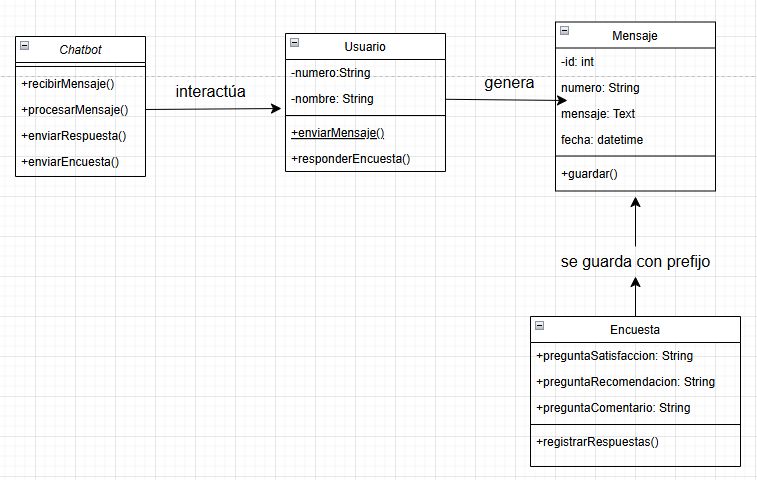 Chatbot
+recibirMensaje()
+procesarMensaje()
+enviarRespuesta()
+enviarEncuesta()
interactúa
Usuario
-numero:String
-nombre: String
+enviarMensaje()
+responderEncuesta()
genera
Mensaje
-id: int
numero: String
mensaje: Text
fecha: datetime
+guardar()
se guarda con prefijo
Encuesta
+preguntaSatisfaccion: String
+preguntaRecomendacion: String
+preguntaComentario: String
+registrarRespuestas()